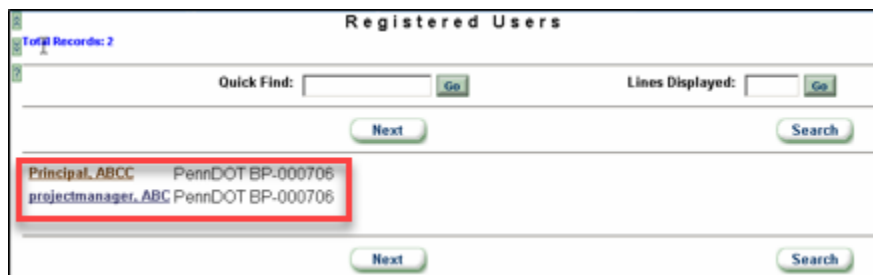 Registered Users
Total Records: 2
?
Quick Find: Go Lines Displayed: Go
Next Search
Principal, ABCC PennDOT BP-000706
projectmanager, ABC PennDOT BP-000706
Next Search